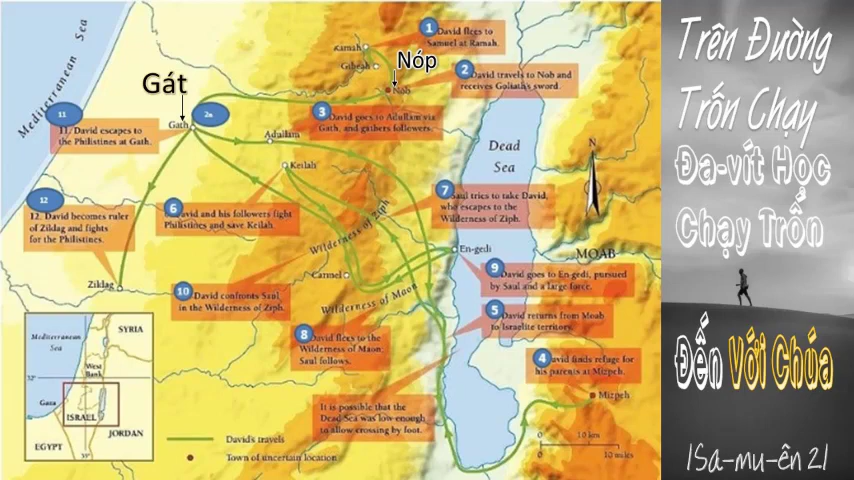 Mediterranean Sea
Gát
Nóp
Ramah
Gibeah
Nob
1
David flees to
Samuel at Ramah.
2
David travels to Nob and
receives Goliath's sword.
3
David goes to Adullam via
Gath, and gathers followers.
11
11. David escapes to
the Philistines at Gath.
Gath
2a
Adullam
Keilah
Dead
Sea
N
12
12. David becomes ruler
of Zildag and fights
for the Philistines.
6
David and his followers fight
Philistines and save Keilah.
7
Saul tries to take David,
who escapes to the
Wilderness of Ziph.
Wilderness of Ziph
En-gedi
MOAB
Zildag
Carmel
9
David goes to En-gedi, pursued
by Saul and a large force.
10
David confronts Saul
in the Wilderness of Ziph.
Wilderness of Maon
5
David returns from Moab
to Israelite territory.
8
David flees to the
Wilderness of Maon;
Saul follows.
4
David finds refuge for
his parents at Mizpeh.
Mizpeh
It is possible that the
Dead Sea was low enough
to allow crossing by foot.
Mediterranean
Sea
SYRIA
West
Bank
32°
Gaza
ISRAEL
EGYPT
JORDAN
35°
David's travels
Town of uncertain location
0
10 km
0
10 miles
Trên Đường
Trốn Chạy
Đa-vít Học
Chạy Trốn
Đến Với Chúa
1Sa-mu-ên 21